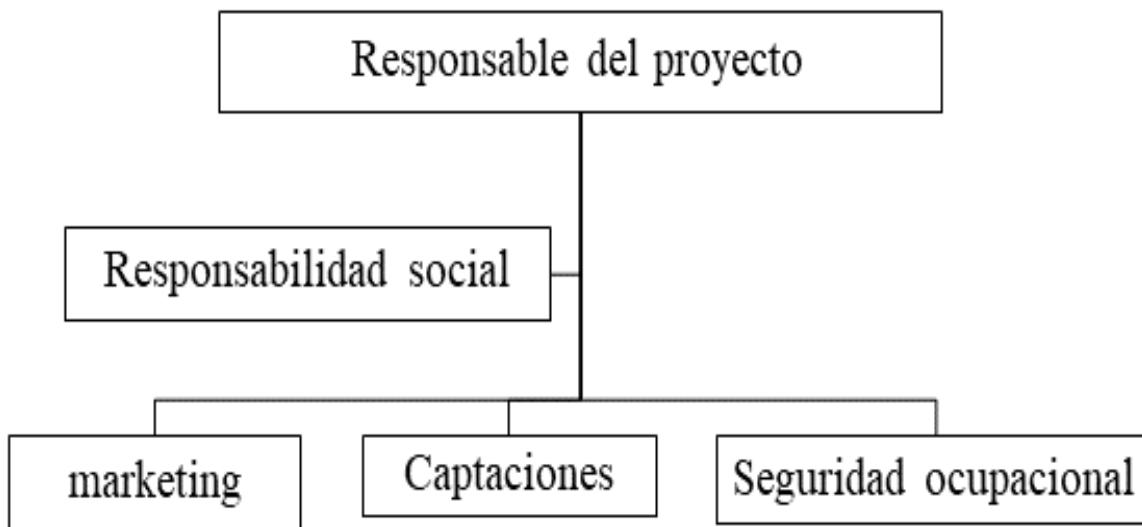 Responsable del proyecto
Responsabilidad social
marketing
Captaciones
Seguridad ocupacional